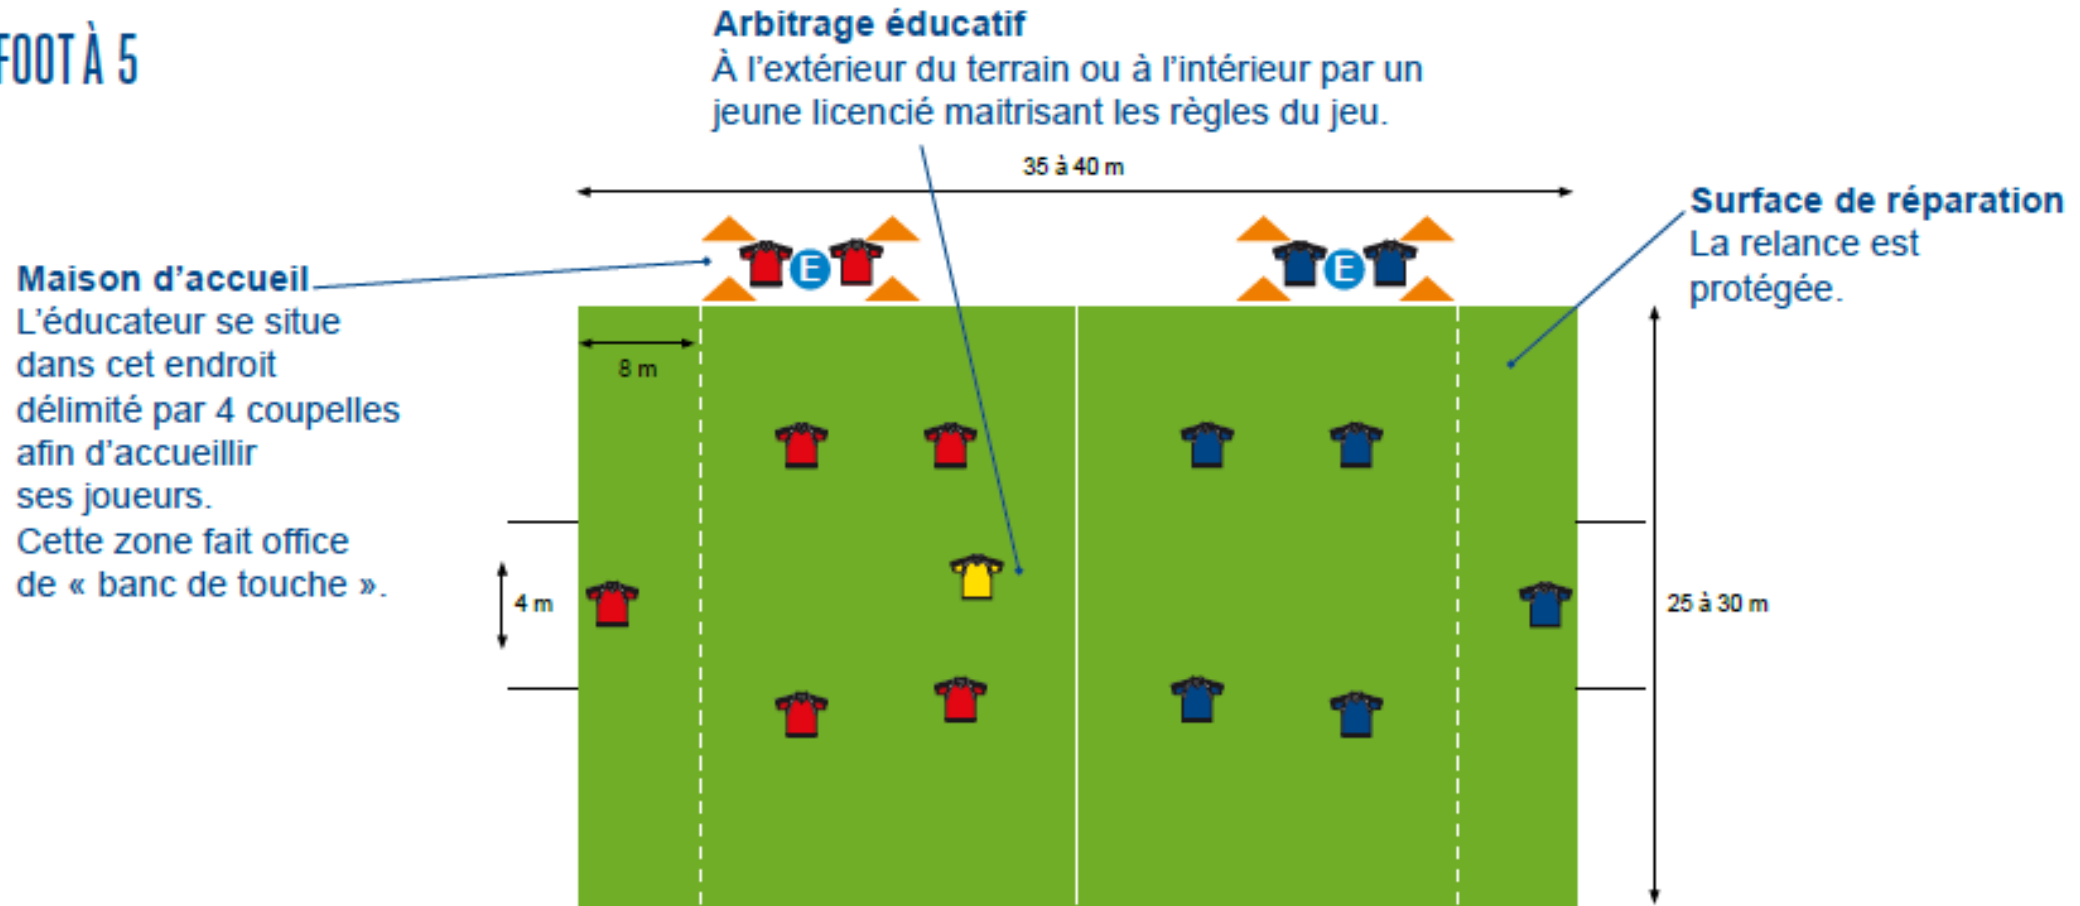 FOOT À 5
Arbitrage éducatif
À l'extérieur du terrain ou à l'intérieur par un
jeune licencié maitrisant les règles du jeu.
35 à 40 m
Surface de réparation
La relance est
protégée.
E
E
Maison d'accueil
L'éducateur se situe
dans cet endroit
délimité par 4 coupelles
afin d'accueillir
ses joueurs.
Cette zone fait office
de « banc de touche ».
8 m
4 m
25 à 30 m